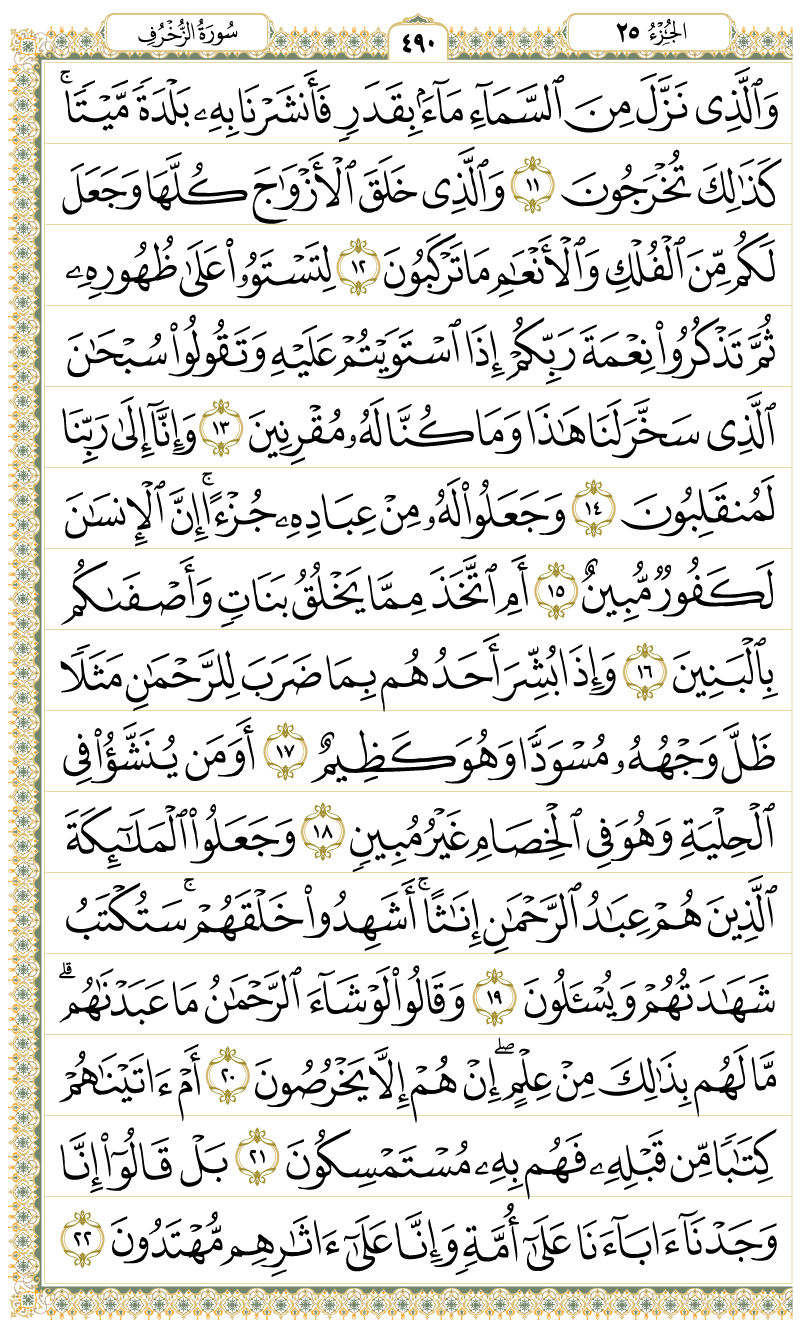 الجُزْءُ ٢٥
٤٩٠
سُورَةُ الزُّخْرُفِ
وَٱلَّذِى نَزَّلَ مِنَ ٱلسَّمَآءِ مَآءَۢ بِقَدَرٍ فَأَنشَرْنَا بِهِۦ بَلْدَةً مَّيْتًاۚ
كَذَٰلِكَ تُخْرَجُونَ ١١ وَٱلَّذِى خَلَقَ ٱلْأَزْوَٰجَ كُلَّهَا وَجَعَلَ
لَكُم مِّنَ ٱلْفُلْكِ وَٱلْأَنْعَٰمِ مَا تَرْكَبُونَ ١٢ لِتَسْتَوُۥا۟ عَلَىٰ ظُهُورِهِۦ
ثُمَّ تَذْكُرُوا۟ نِعْمَةَ رَبِّكُمْ إِذَا ٱسْتَوَيْتُمْ عَلَيْهِ وَتَقُولُوا۟ سُبْحَٰنَ
ٱلَّذِى سَخَّرَ لَنَا هَٰذَا وَمَا كُنَّا لَهُۥ مُقْرِنِينَ ١٣ وَإِنَّآ إِلَىٰ رَبِّنَا
لَمُنقَلِبُونَ ١٤ وَجَعَلُوا۟ لَهُۥ مِنْ عِبَادِهِۦ جُزْءًاۚ إِنَّ ٱلْإِنسَٰنَ
لَكَفُورٌ مُّبِينٌ ١٥ أَمِ ٱتَّخَذَ مِمَّا يَخْلُقُ بَنَاتٍ وَأَصْفَىٰكُم
بِٱلْبَنِينَ ١٦ وَإِذَا بُشِّرَ أَحَدُهُم بِمَا ضَرَبَ لِلرَّحْمَٰنِ مَثَلًا
ظَلَّ وَجْهُهُۥ مُسْوَدًّا وَهُوَ كَظِيمٌ ١٧ أَوَمَن يُنَشَّؤُا۟ فِى
ٱلْحِلْيَةِ وَهُوَ فِى ٱلْخِصَامِ غَيْرُ مُبِينٍ ١٨ وَجَعَلُوا۟ ٱلْمَلَٰٓئِكَةَ
ٱلَّذِينَ هُمْ عِبَٰدُ ٱلرَّحْمَٰنِ إِنَٰثًاۚ أَشَهِدُوا۟ خَلْقَهُمْۚ سَتُكْتَبُ
شَهَٰدَتُهُمْ وَيُسْـَٔلُونَ ١٩ وَقَالُوا۟ لَوْ شَآءَ ٱلرَّحْمَٰنُ مَا عَبَدْنَٰهُمۗ
مَّا لَهُم بِذَٰلِكَ مِنْ عِلْمٍۖ إِنْ هُمْ إِلَّا يَخْرُصُونَ ٢٠ أَمْ ءَاتَيْنَٰهُمْ
كِتَٰبًا مِّن قَبْلِهِۦ فَهُم بِهِۦ مُسْتَمْسِكُونَ ٢١ بَلْ قَالُوٓا۟ إِنَّا
وَجَدْنَآ ءَابَآءَنَا عَلَىٰٓ أُمَّةٍ وَإِنَّا عَلَىٰٓ ءَاثَٰرِهِم مُّهْتَدُونَ ٢٢